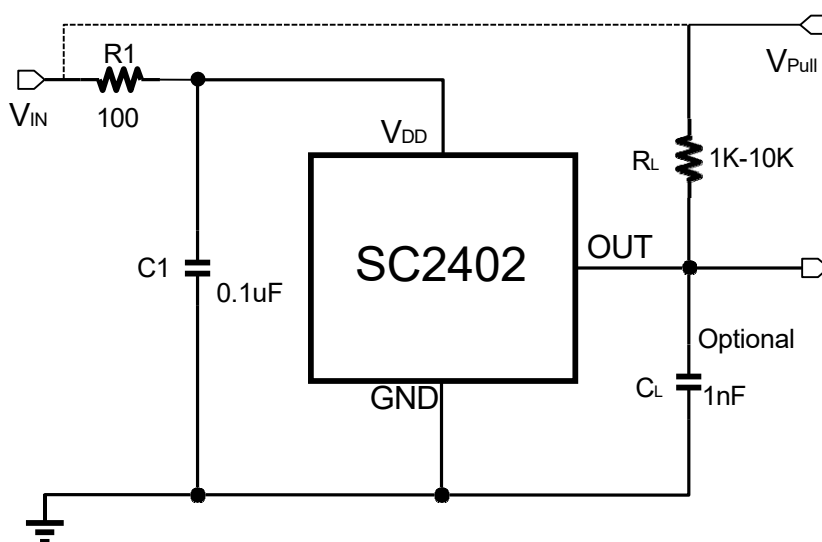 R1
VIN
100
VDD
VPull
RL
1K-10K
SC2402
OUT
C1
0.1uF
Optional
GND
CL
1nF